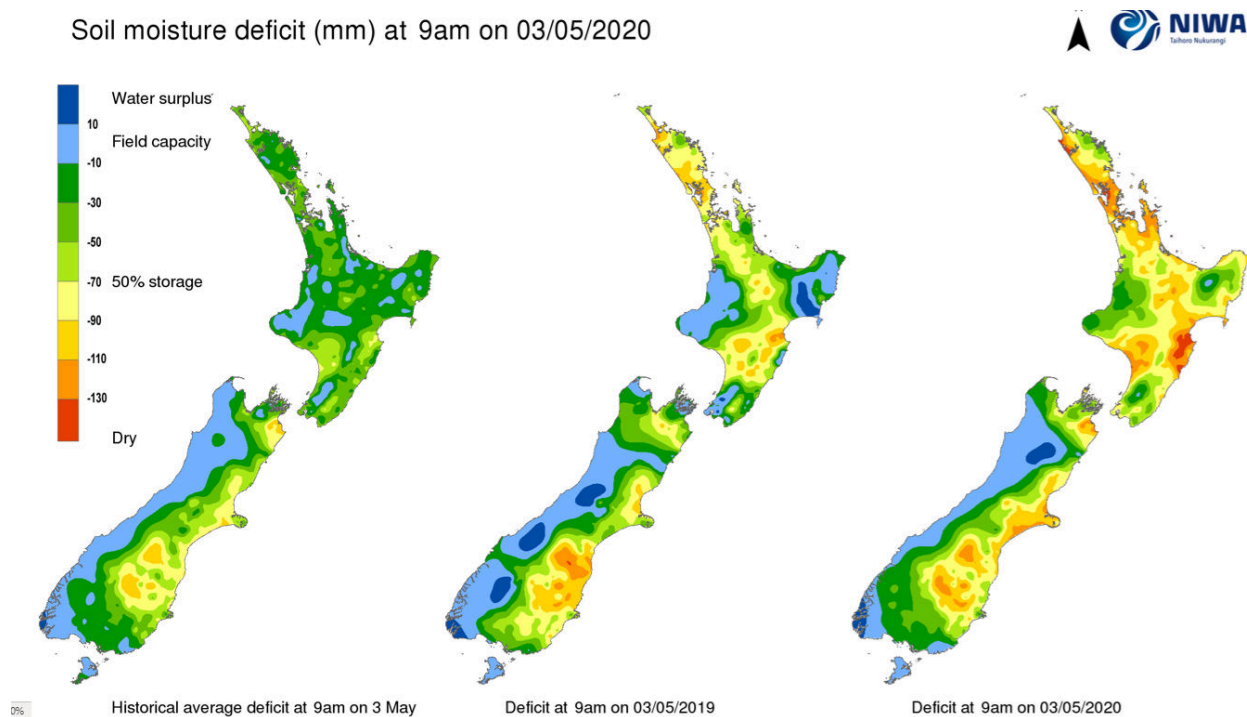 Soil moisture deficit (mm) at 9am on 03/05/2020
NIWA
Taihoro Nukurangi
Water surplus
10
Field capacity
-10
-30
-50
-70
50% storage
-90
-110
-130
Dry
0%
Historical average deficit at 9am on 3 May
Deficit at 9am on 03/05/2019
Deficit at 9am on 03/05/2020